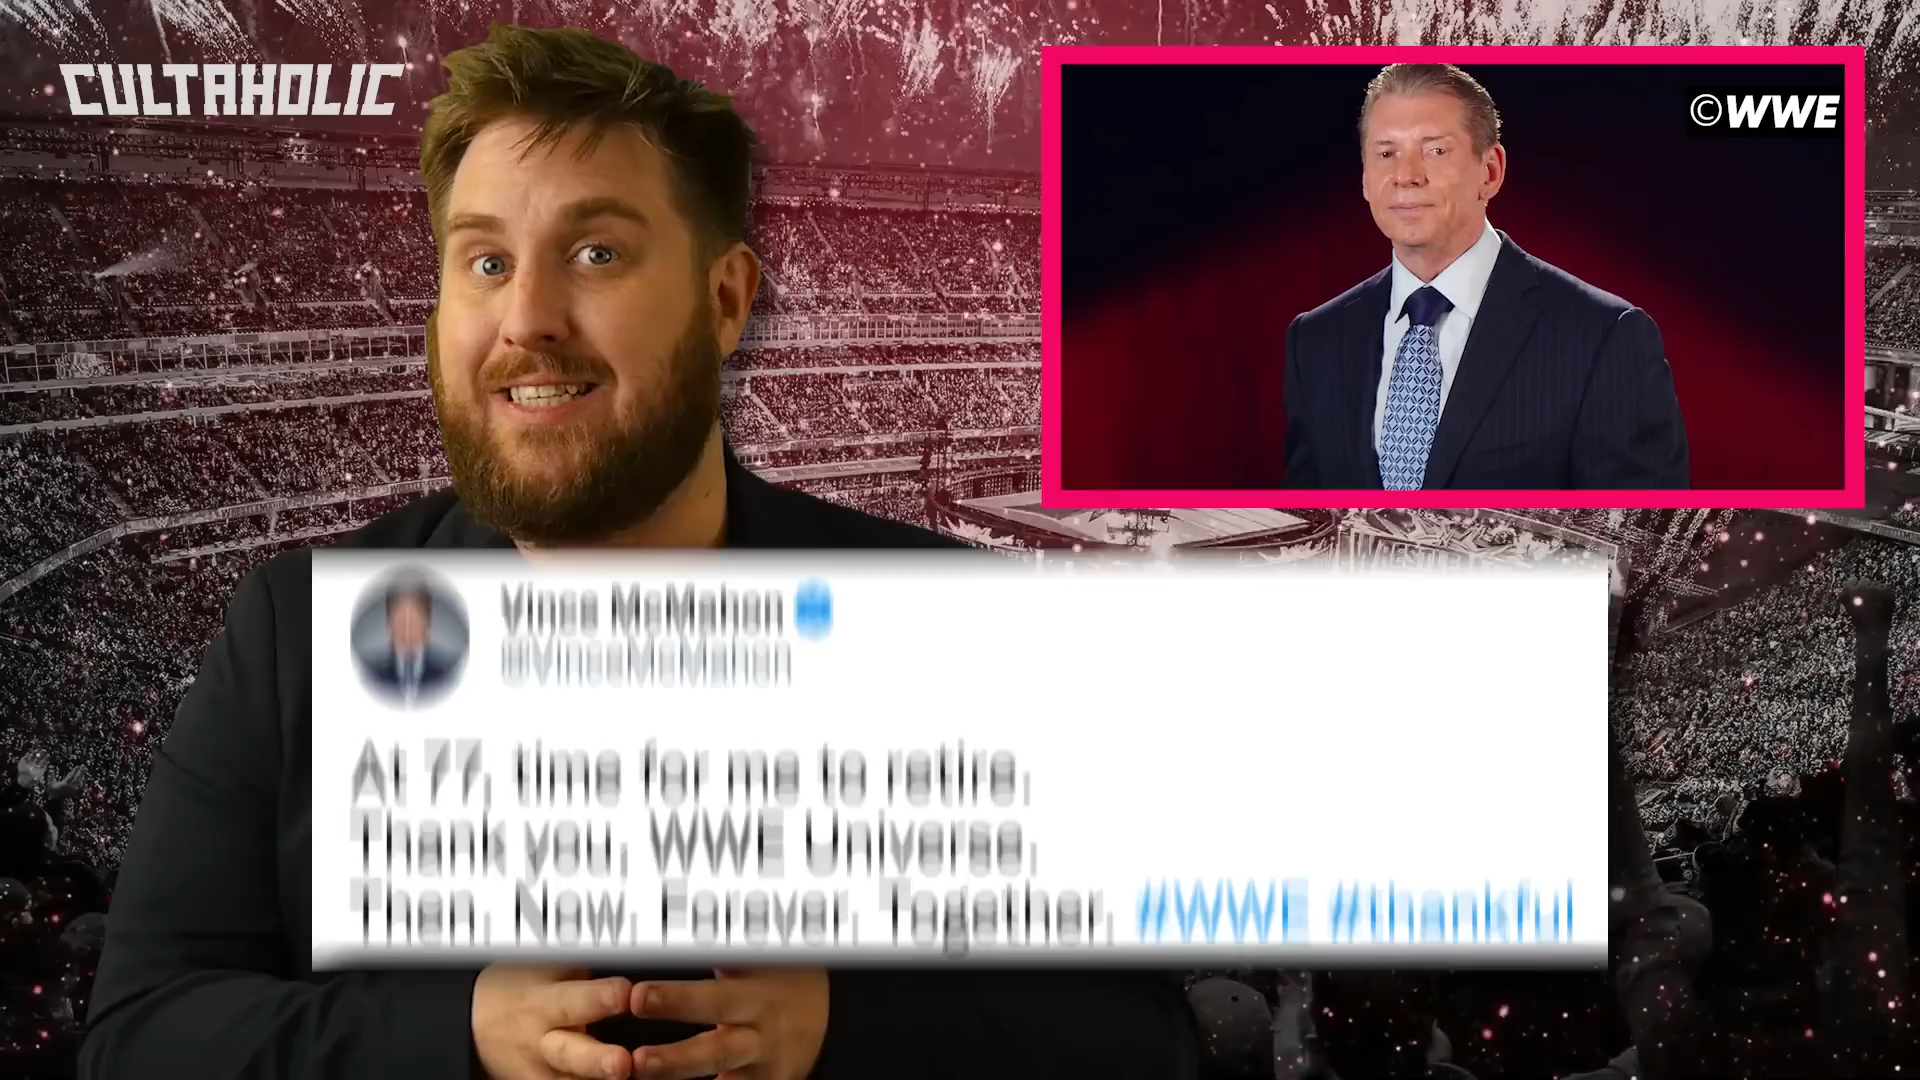 CULTAHOLIC
©WWE
Vince McMahon
@VinceMcMahon
At 77, time for me to retire.
Thank you, WWE Universe.
Then. Now. Forever. Together. #WWE #thankful